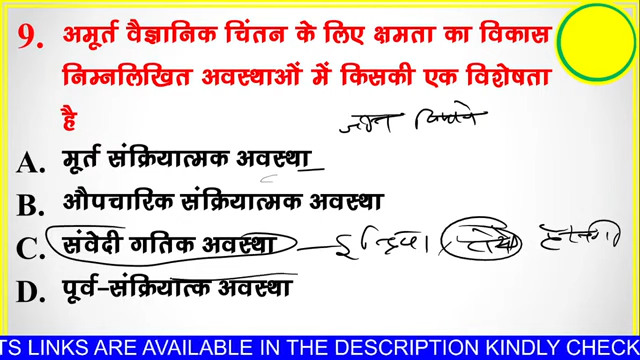 9. अमूर्त वैज्ञानिक चिंतन के लिए क्षमता का विकास
निम्नलिखित अवस्थाओं में किसकी एक विशेषता
है
A. मूर्त संक्रियात्मक अवस्था
B. औपचारिक संक्रियात्मक अवस्था
C. संवेदी गतिक अवस्था
D. पूर्व-संक्रियात्क अवस्था
TS LINKS ARE AVAILABLE IN THE DESCRIPTION KINDLY CHECK